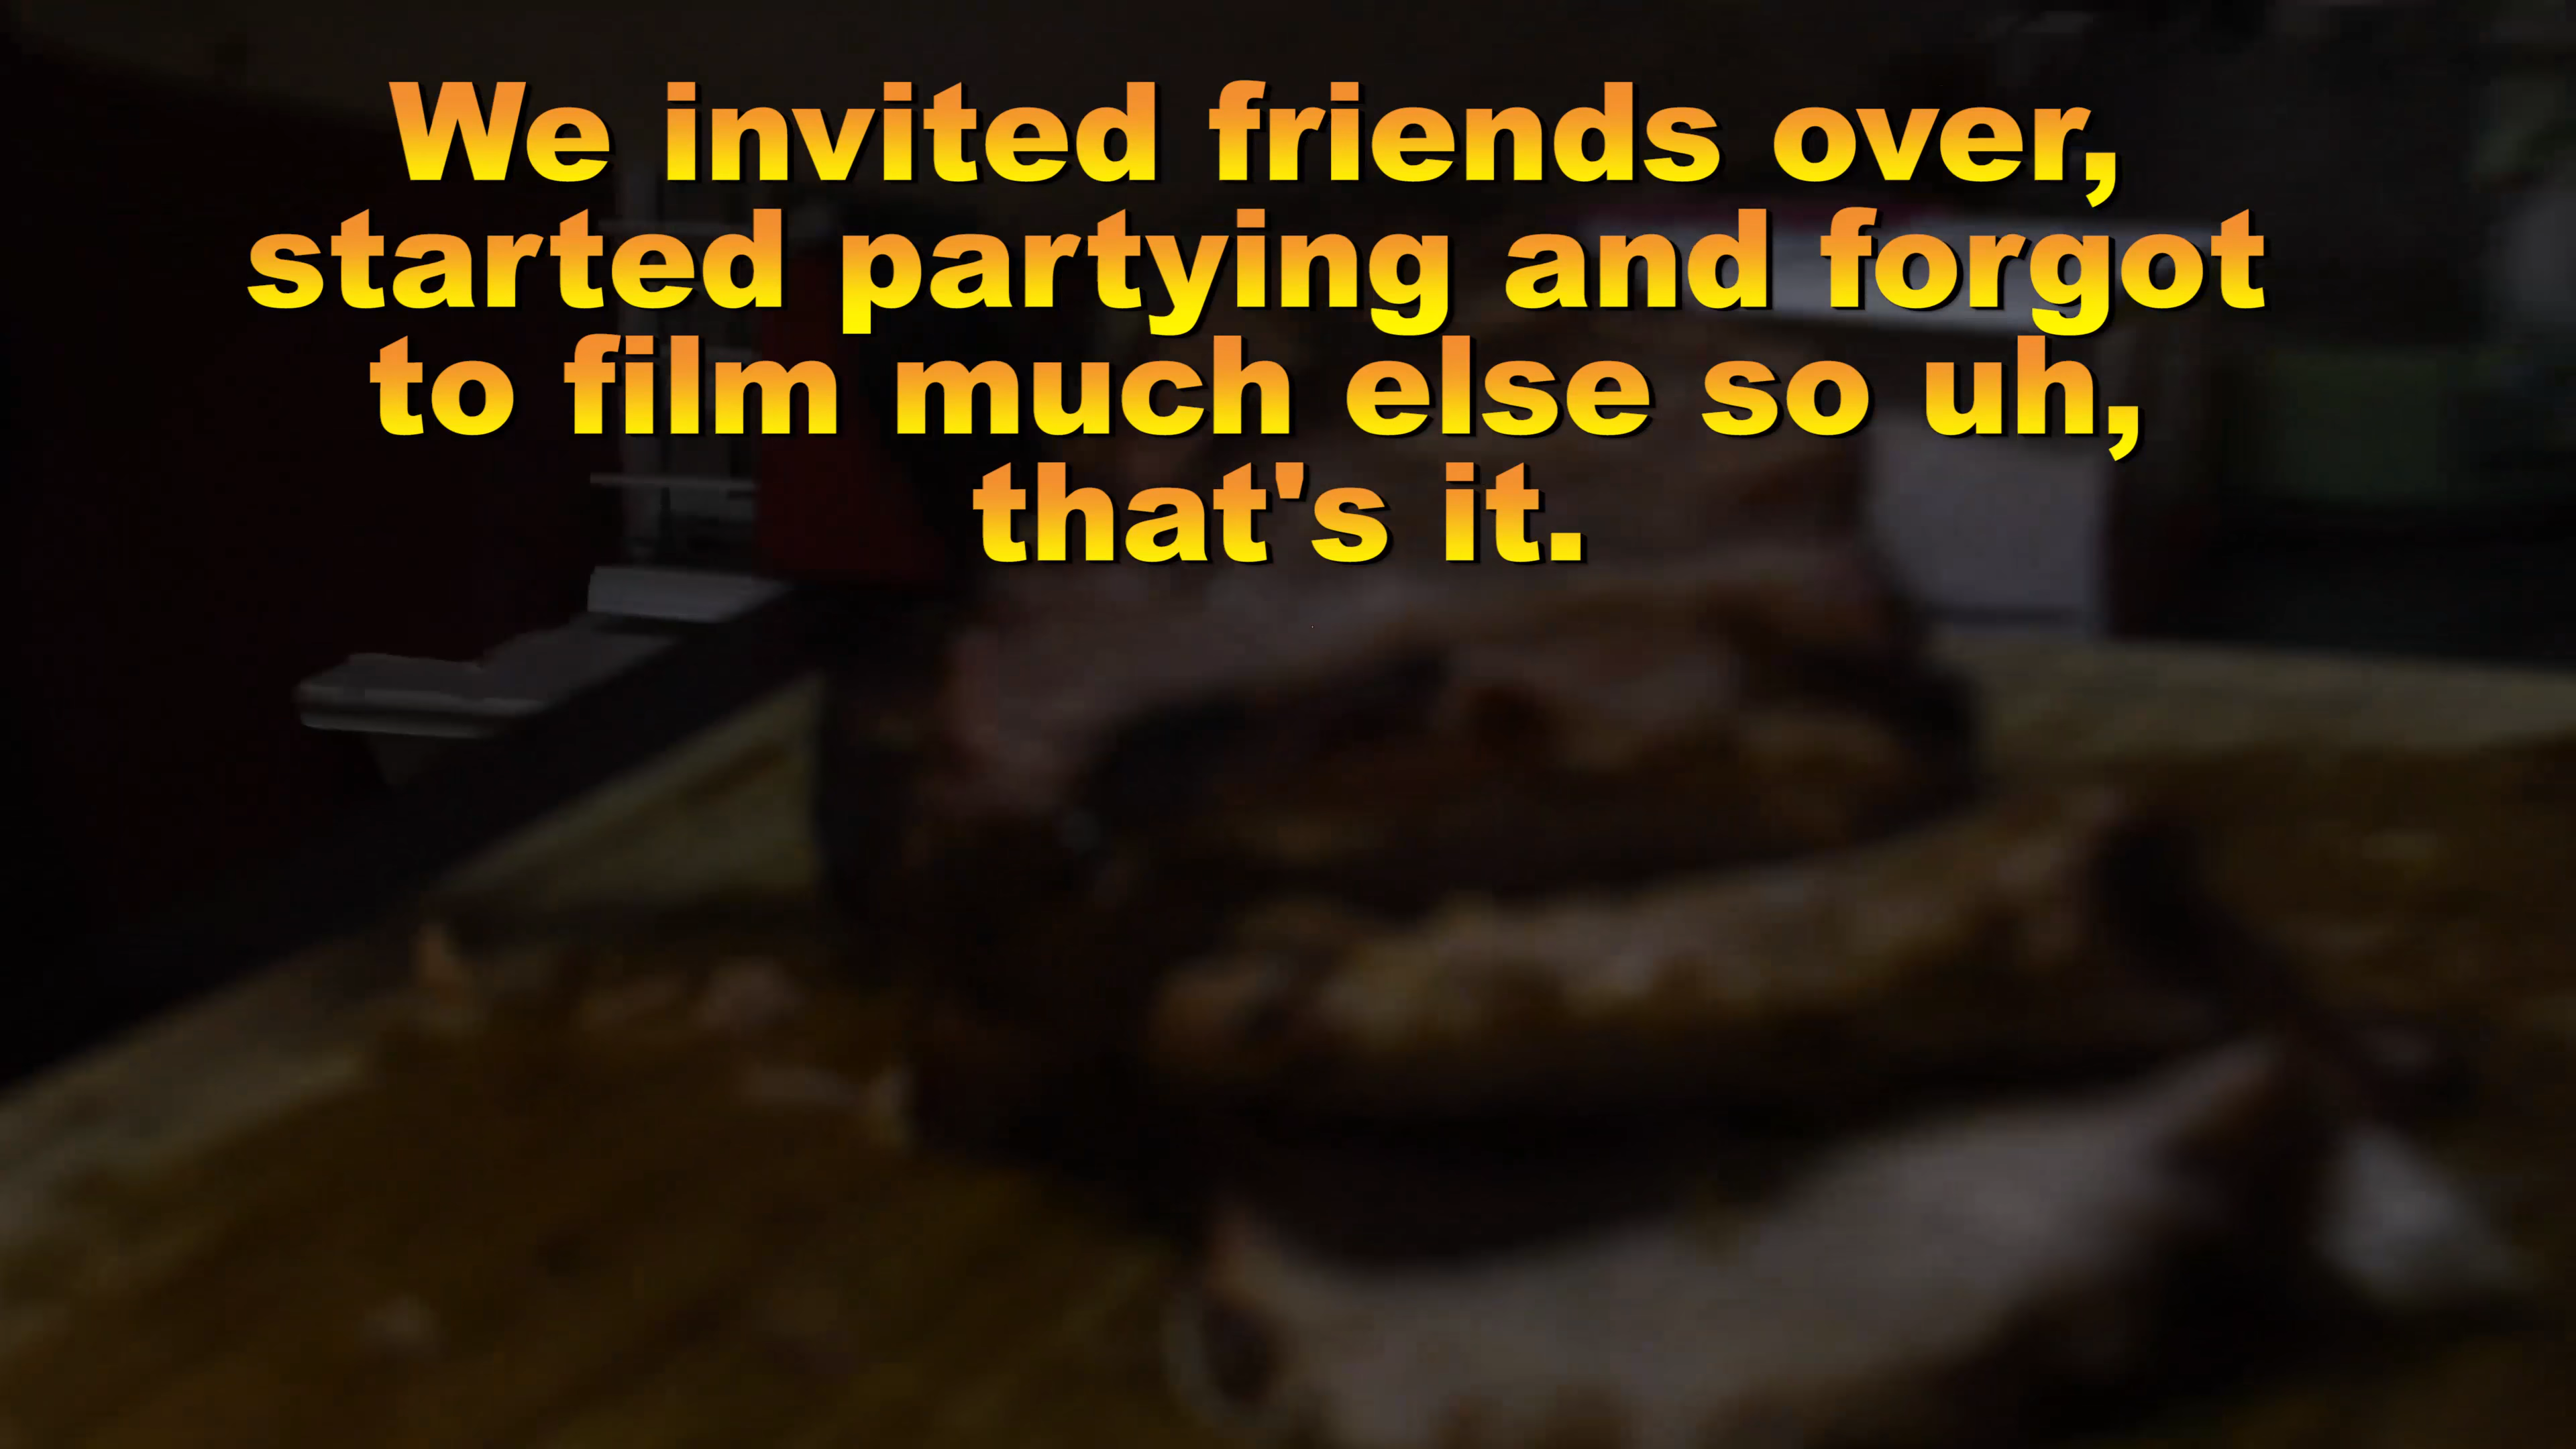 We invited friends over,
started partying and forgot
to film much else so uh,
that's it.